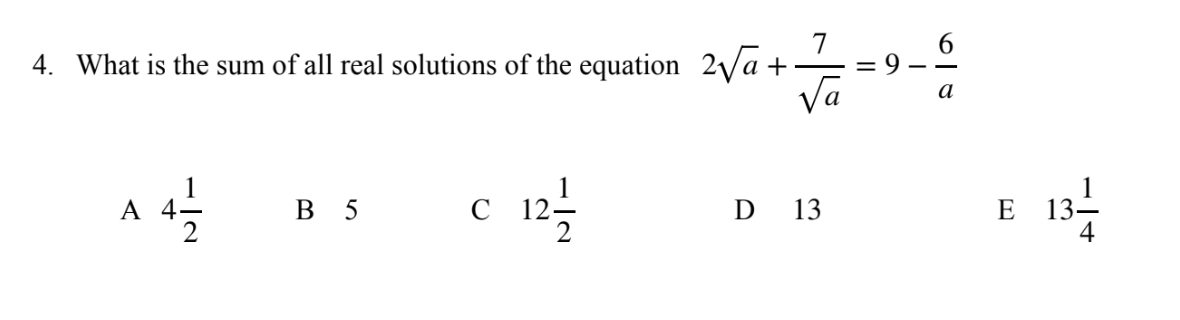 4. What is the sum of all real solutions of the equation 2√a + 7/√a = 9 − 6/a
A 4 1/2 B 5 C 12 1/2 D 13 E 13 1/4